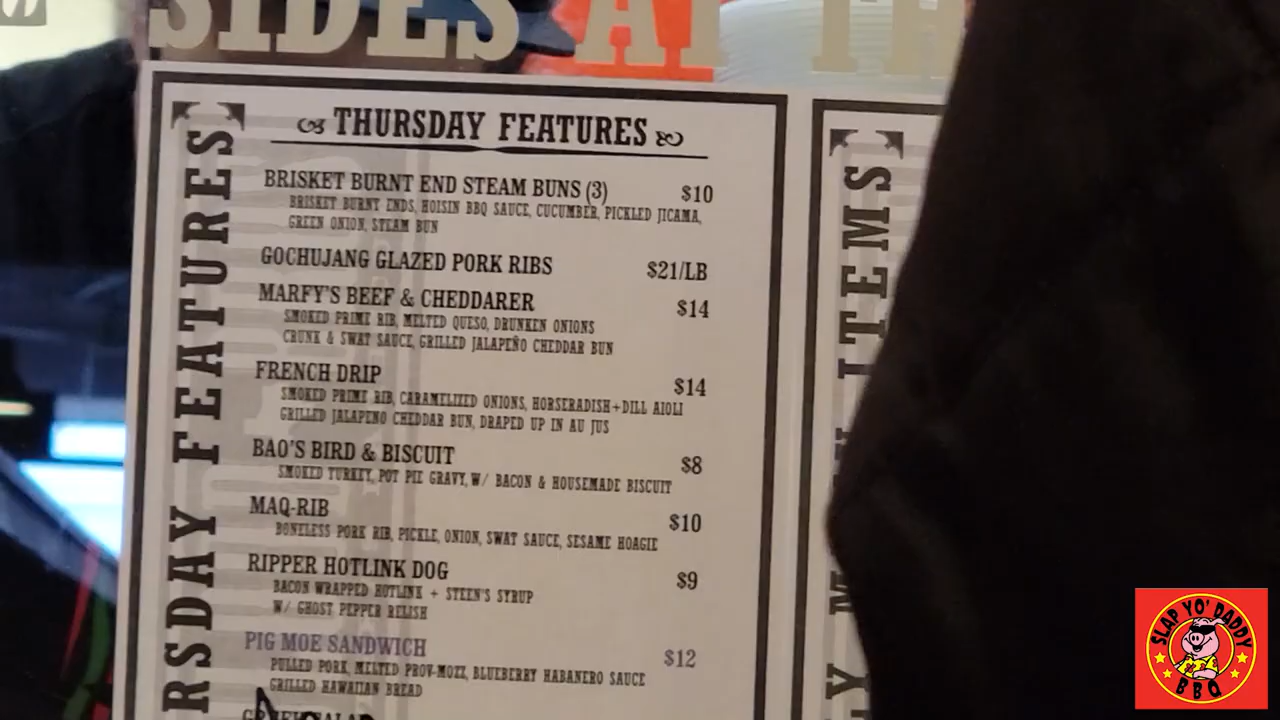 SIDES AT TH
THURSDAY FEATURES
BRISKET BURNT END STEAM BUNS (3) $10
BRISKET BURNT ENDS, HOISIN BBQ SAUCE, CUCUMBER, PICKLED JICAMA,
GREEN ONION, STEAM BUN
GOCHUJANG GLAZED PORK RIBS $21/LB
MARFY'S BEEF & CHEDDARER $14
SMOKED PRIME RIB, MELTED QUESO, DRUNKEN ONIONS
CRUNK & SWAT SAUCE, GRILLED JALAPEÑO CHEDDAR BUN
FRENCH DRIP $14
SMOKED PRIME RIB, CARAMELIZED ONIONS, HORSERADISH+DILL AIOLI
GRILLED JALAPENO CHEDDAR BUN, DRAPED UP IN AU JUS
BAO'S BIRD & BISCUIT $8
SMOKED TURKEY, POT PIE GRAVY, W/ BACON & HOUSEMADE BISCUIT
MAQ-RIB $10
BONELESS PORK RIB, PICKLE, ONION, SWAT SAUCE, SESAME HOAGIE
RIPPER HOTLINK DOG $9
BACON WRAPPED HOTLINK + STEEN'S SYRUP
W/ GHOST PEPPER RELISH
PIG MOE SANDWICH $12
PULLED PORK, MELTED PROV-MOZZ, BLUEBERRY HABANERO SAUCE
GRILLED HAWAIIAN BREAD
RSDAY FEATURES
ITEMS
SLAP YO' DADDY
BBQ